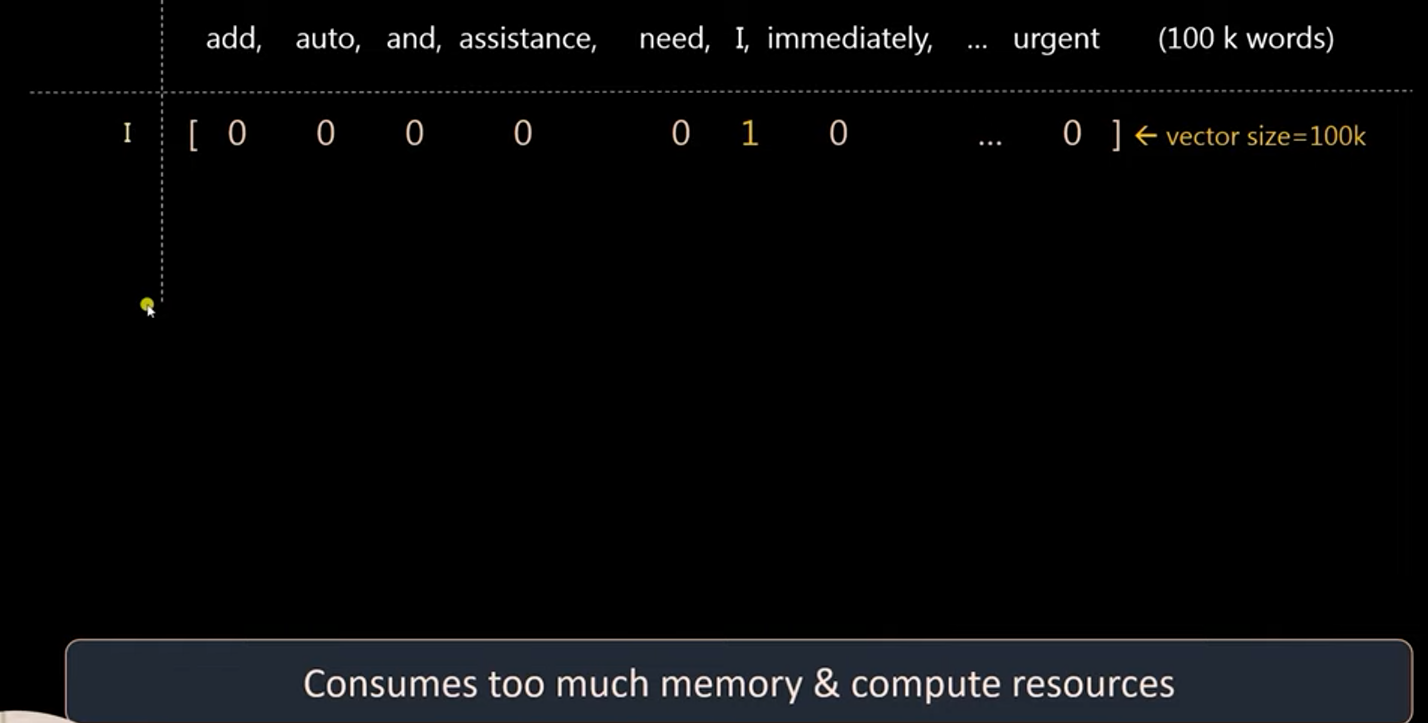 add, auto, and, assistance, need, I, immediately, ... urgent (100 k words)
I [ 0 0 0 0 0 1 0 ... 0 ] ← vector size=100k
Consumes too much memory & compute resources